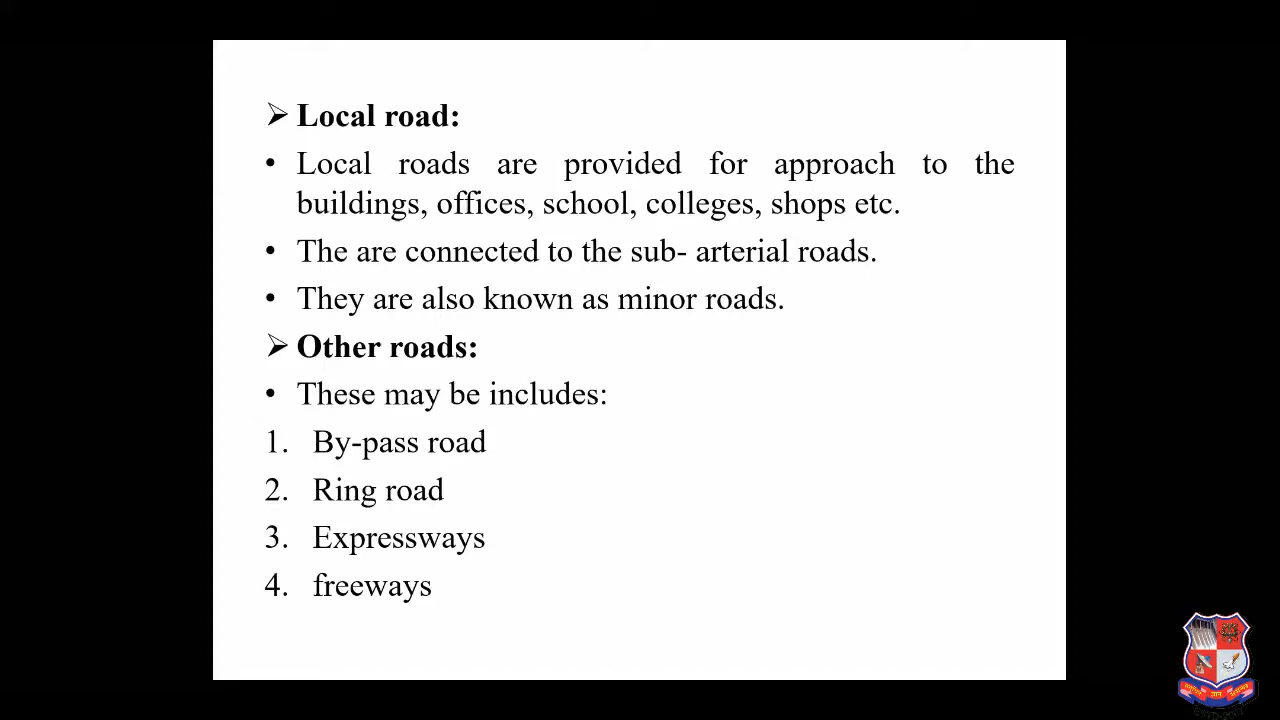 ➢ Local road:
• Local roads are provided for approach to the
buildings, offices, school, colleges, shops etc.
• The are connected to the sub- arterial roads.
• They are also known as minor roads.
➢ Other roads:
• These may be includes:
1. By-pass road
2. Ring road
3. Expressways
4. freeways